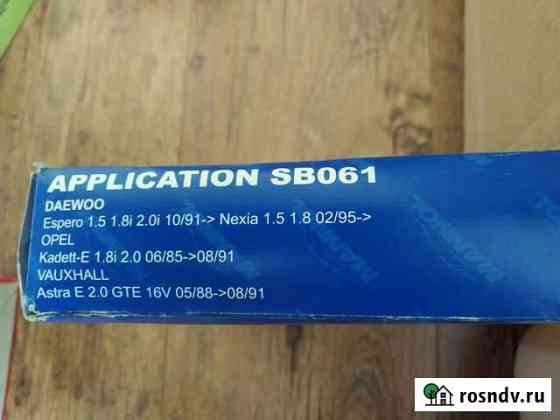 APPLICATION SB061
DAEWOO
Espero 1.5 1.8i 2.0i 10/91-> Nexia 1.5 1.8 02/95->
OPEL
Kadett-E 1.8i 2.0 06/85->08/91
VAUXHALL
Astra E 2.0 GTE 16V 05/88->08/91
rosndv.ru